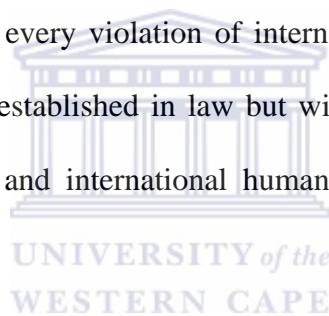 every violation of intern
established in law but wi
and international human
UNIVERSITY of the
WESTERN CAPE